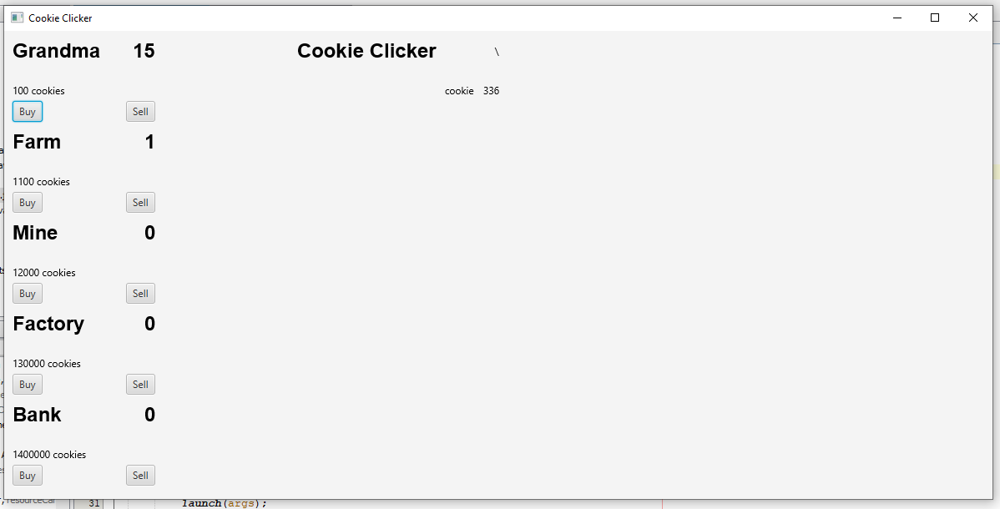 Cookie Clicker
Grandma 15 Cookie Clicker \
100 cookies cookie 336
Buy Sell
Farm 1
1100 cookies
Buy Sell
Mine 0
12000 cookies
Buy Sell
Factory 0
130000 cookies
Buy Sell
Bank 0
1400000 cookies
Buy Sell
31 launch(args);